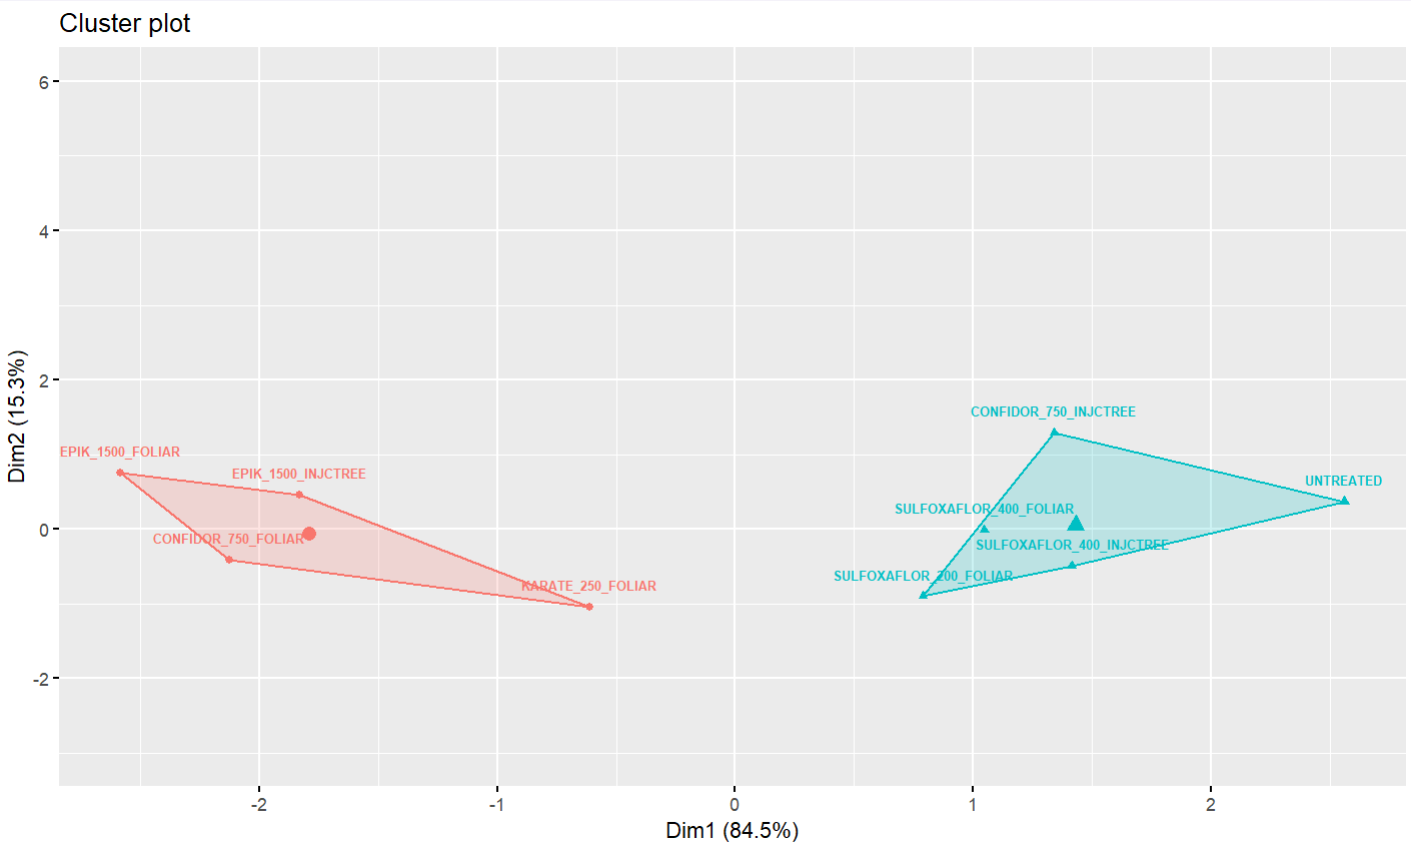 Cluster plot
6
4
2
0
-2
Dim2 (15.3%)
CONFIDOR_750_INJCTREE
EPIK_1500_FOLIAR
EPIK_1500_INJCTREE
UNTREATED
SULFOXAFLOR_400_FOLIAR
CONFIDOR_750_FOLIAR
SULFOXAFLOR_400_INJCTREE
SULFOXAFLOR_200_FOLIAR
KARATE_250_FOLIAR
-2 -1 0 1 2
Dim1 (84.5%)